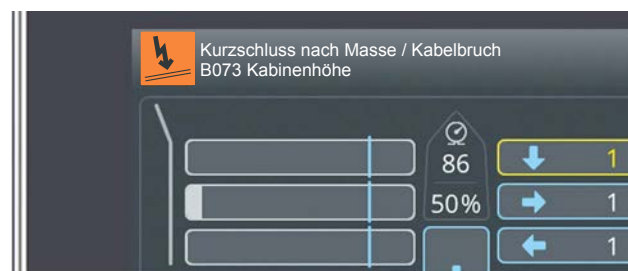 Kurzschluss nach Masse / Kabelbruch
B073 Kabinenhöhe
86
1
50%
1
1